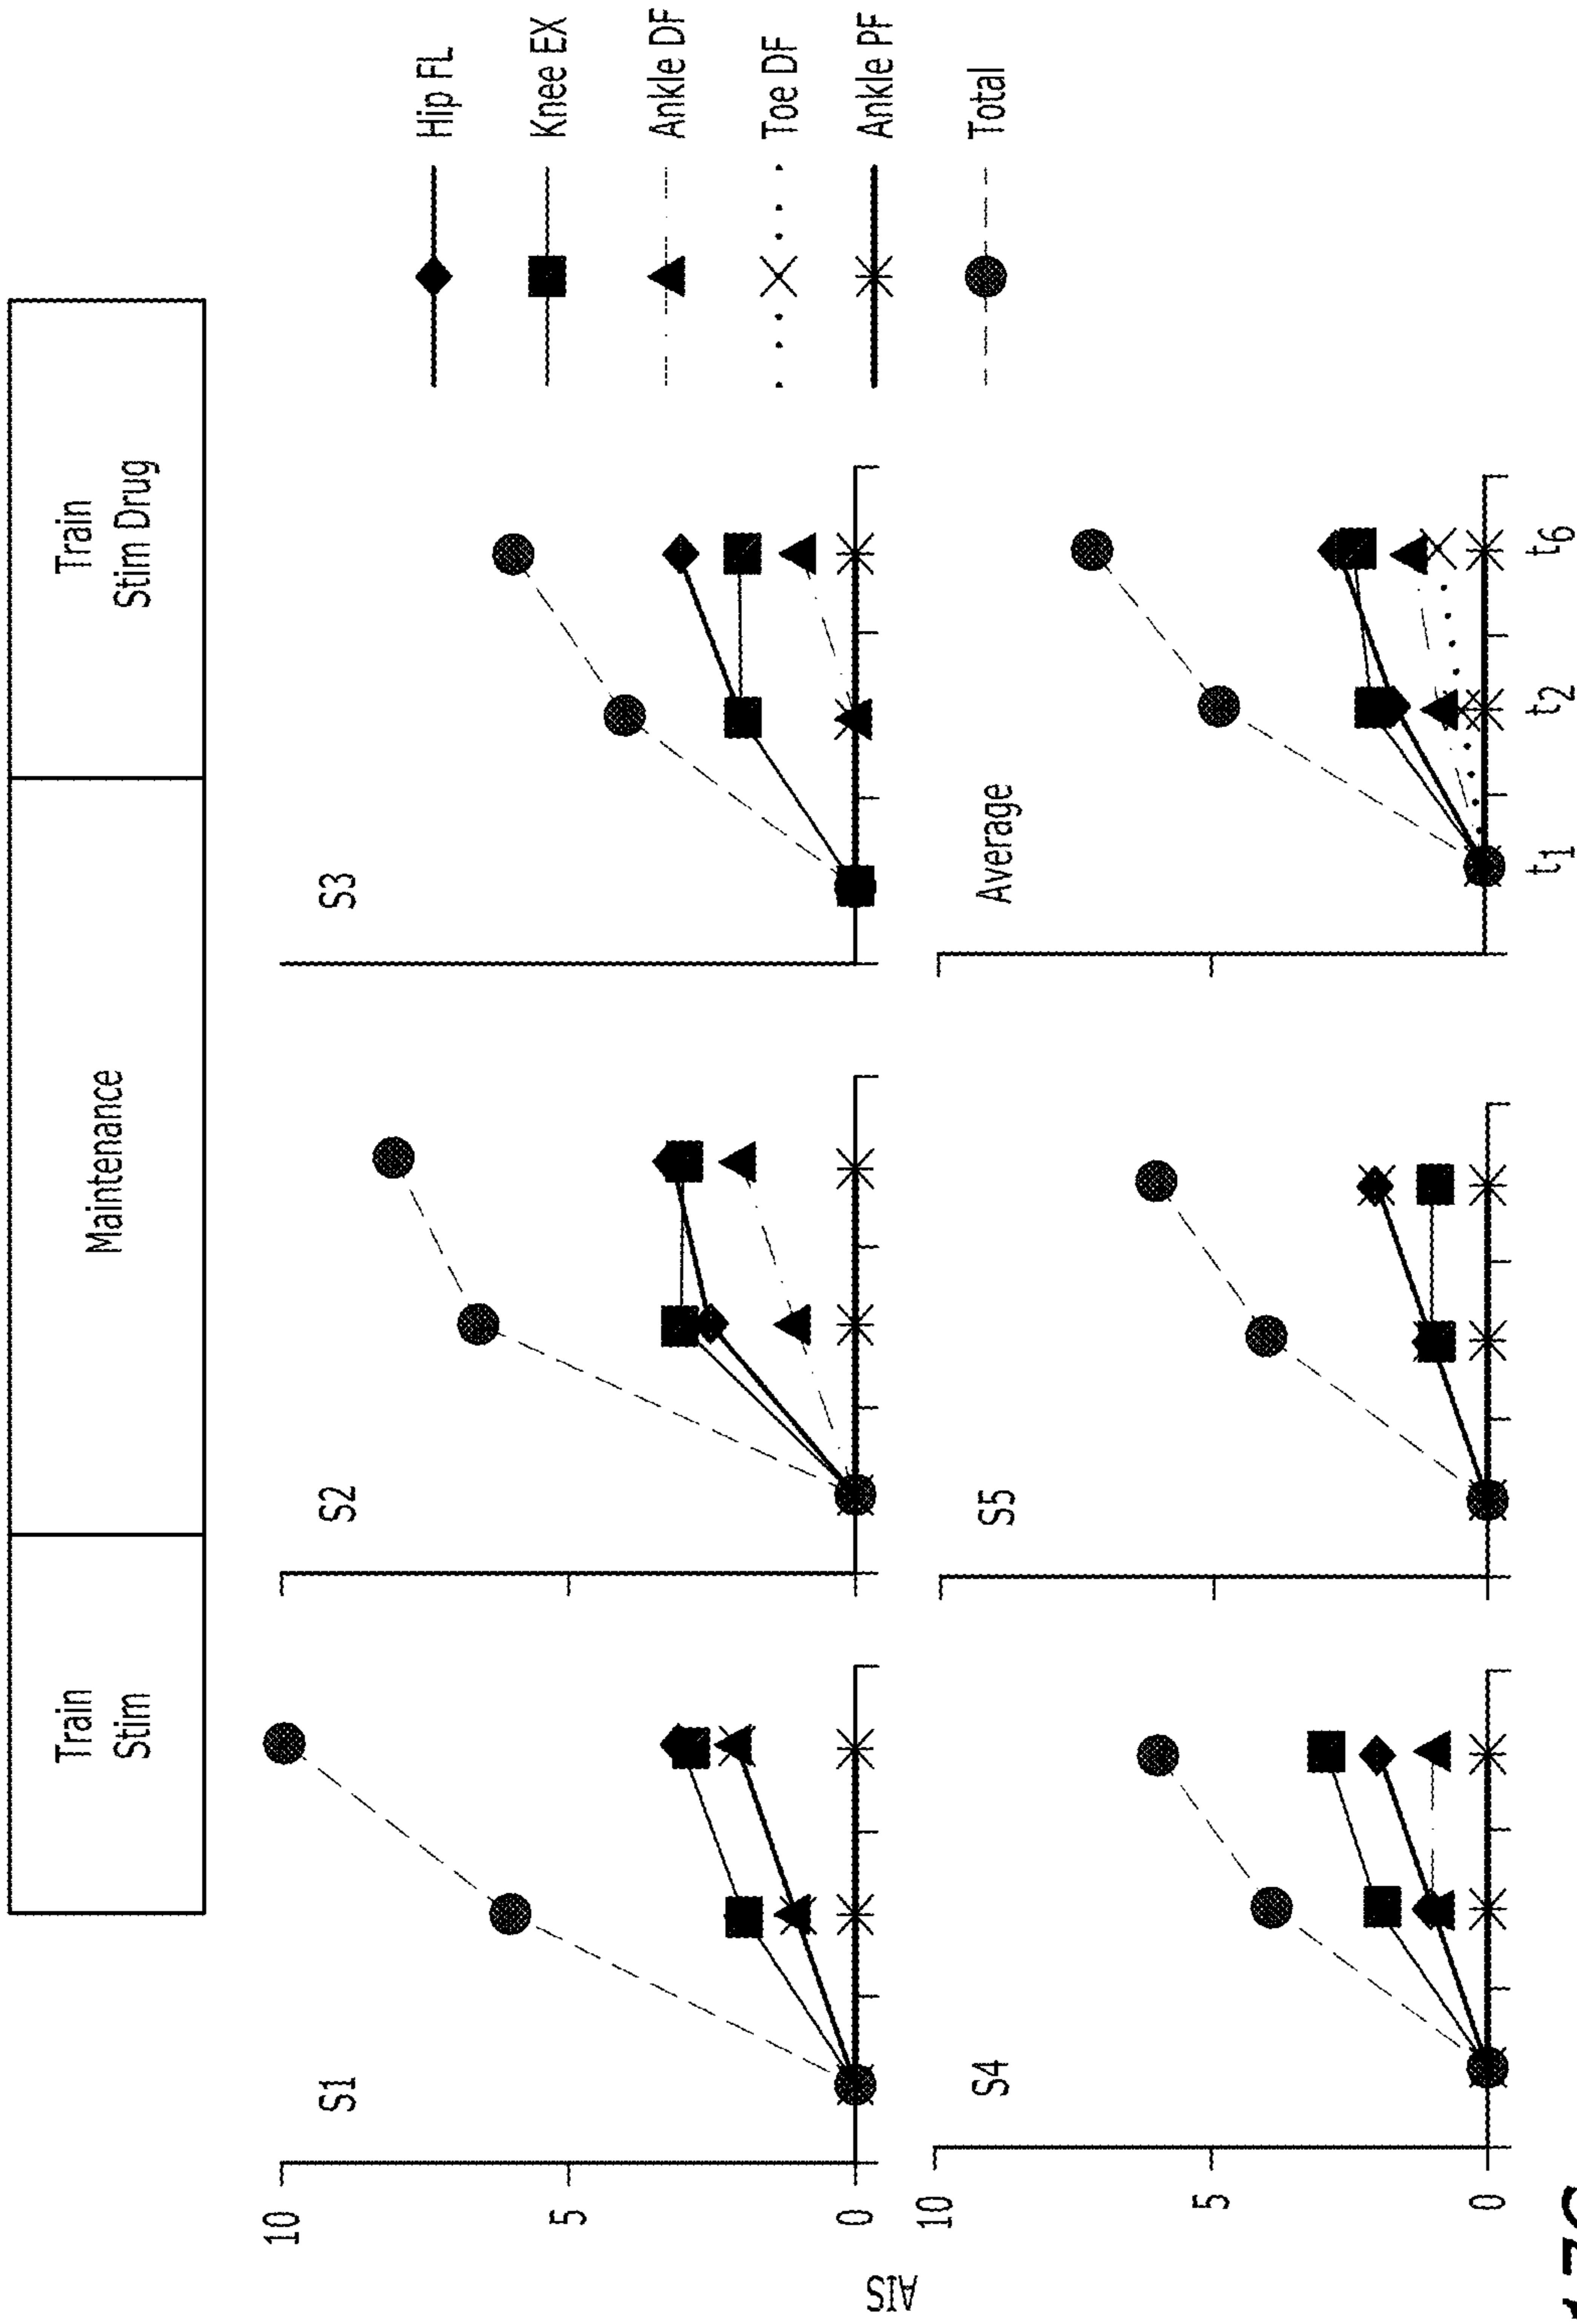 Train
Stim
Maintenance
Train
Stim Drug
S1
S2
S3
10
5
0
AIS
S4
S5
Average
10
5
0
t1
t2
t6
Hip FL
Knee EX
Ankle DF
Toe DF
Ankle PF
Total